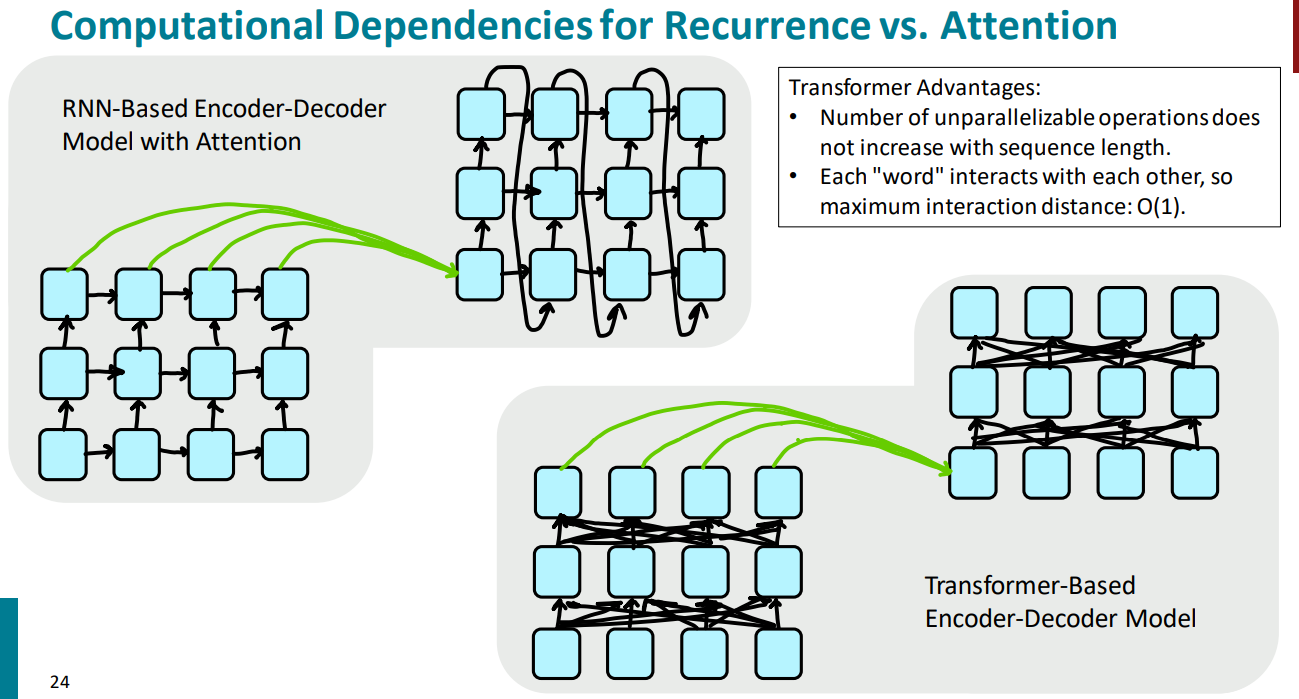 Computational Dependencies for Recurrence vs. Attention
RNN-Based Encoder-Decoder
Model with Attention
Transformer Advantages:
• Number of unparallelizable operations does
not increase with sequence length.
• Each "word" interacts with each other, so
maximum interaction distance: O(1).
Transformer-Based
Encoder-Decoder Model
24